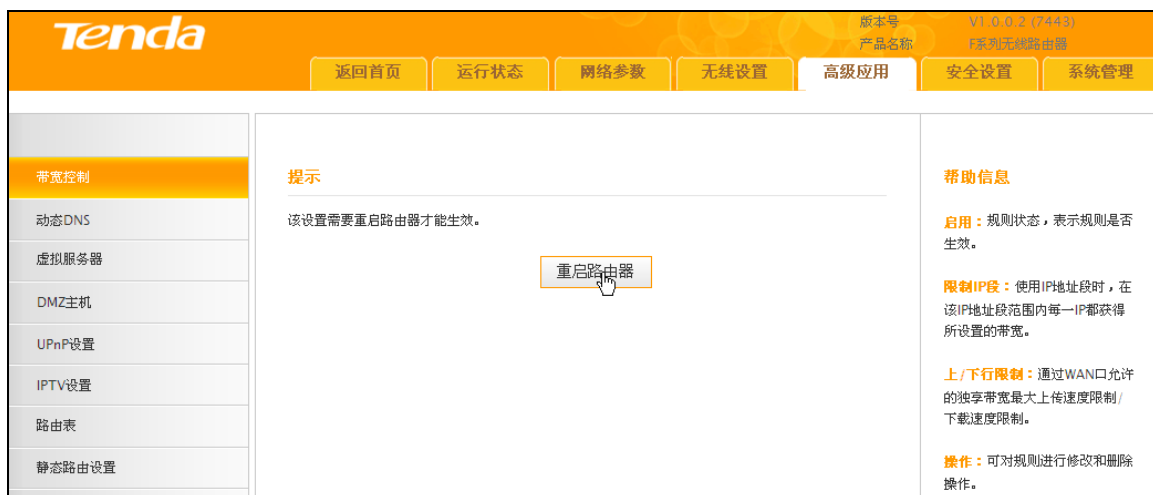 Tenda
版本号 V1.0.0.2.(7443)
产品名称 F系列无线路由器
返回首页 运行状态 网络参数 无线设置 高级应用 安全设置 系统管理
带宽控制
动态DNS
虚拟服务器
DMZ主机
UPnP设置
IPTV设置
路由表
静态路由设置
提示
该设置需要重启路由器才能生效。
重启路由器
帮助信息
启用：规则状态，表示规则是否
生效。
限制IP段：使用IP地址段时，在
该IP地址段范围内每一IP都获得
所设置的带宽。
上/下行限制：通过WAN口允许
的独享带宽最大上传速度限制/
下载速度限制。
操作：可对规则进行修改和删除
操作。